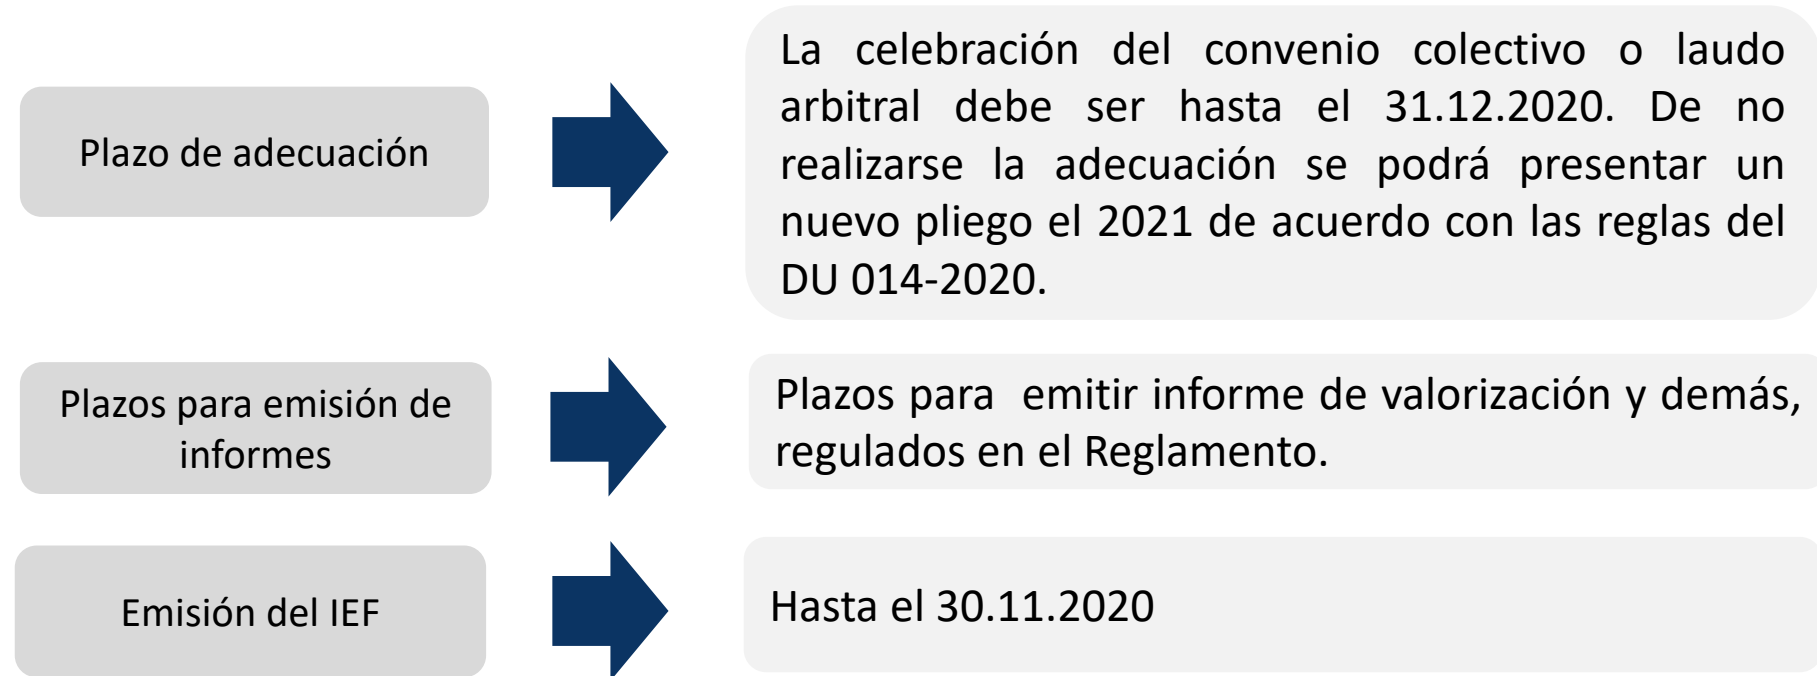 Plazo de adecuación
La celebración del convenio colectivo o laudo
arbitral debe ser hasta el 31.12.2020. De no
realizarse la adecuación se podrá presentar un
nuevo pliego el 2021 de acuerdo con las reglas del
DU 014-2020.
Plazos para emisión de
informes
Plazos para emitir informe de valorización y demás,
regulados en el Reglamento.
Emisión del IEF
Hasta el 30.11.2020